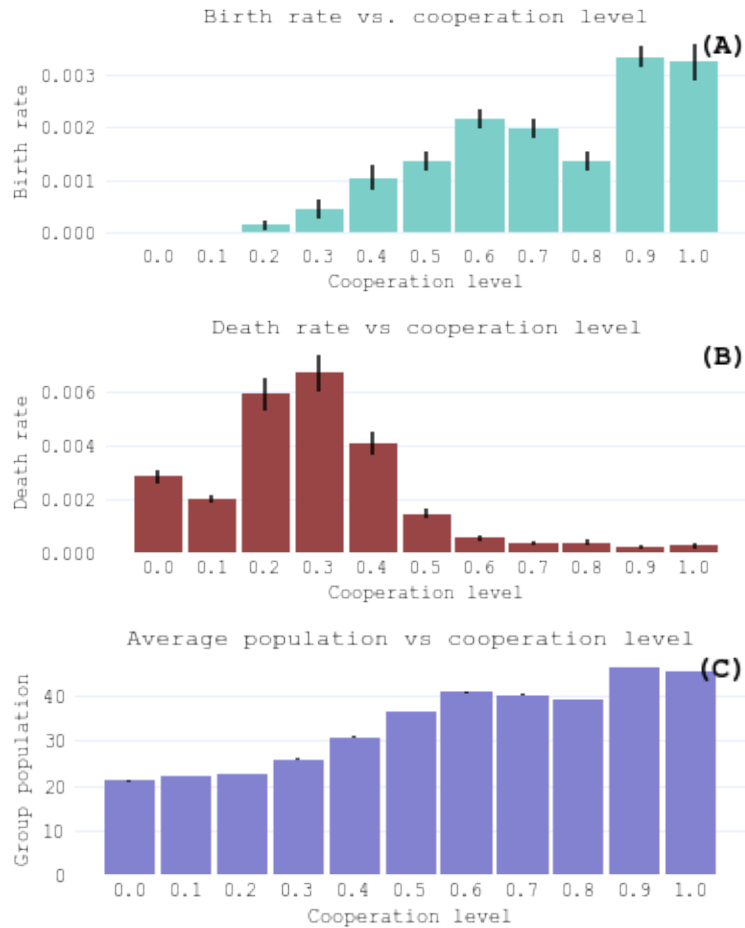 Birth rate vs. cooperation level
(A)
Birth rate
0.003
0.002
0.001
0.000
0.0 0.1 0.2 0.3 0.4 0.5 0.6 0.7 0.8 0.9 1.0
Cooperation level
Death rate vs cooperation level
(B)
Death rate
0.006
0.004
0.002
0.000
0.0 0.1 0.2 0.3 0.4 0.5 0.6 0.7 0.8 0.9 1.0
Cooperation level
Average population vs cooperation level
(C)
Group population
40
30
20
10
0
0.0 0.1 0.2 0.3 0.4 0.5 0.6 0.7 0.8 0.9 1.0
Cooperation level